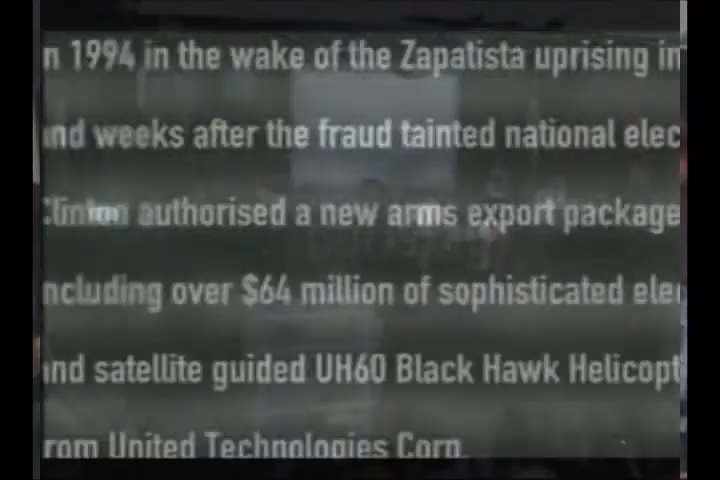 n 1994 in the wake of the Zapatista uprising in
nd weeks after the fraud tainted national elec
Clinton authorised a new arms export package
ncluding over $64 million of sophisticated ele
nd satellite guided UH60 Black Hawk Helicopt
rom United Technologies Corp.